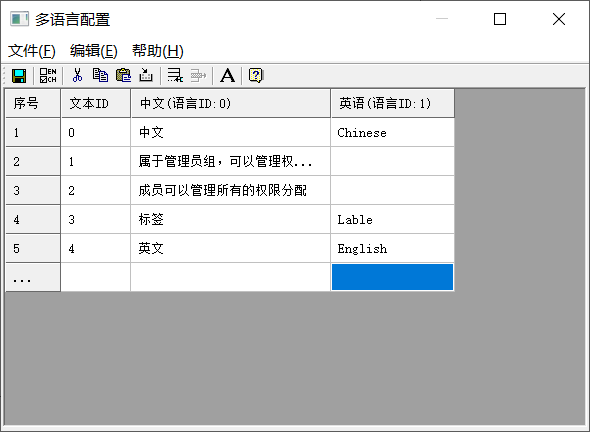 多语言配置
文件(F) 编辑(E) 帮助(H)
EN CH A
序号 文本ID 中文(语言ID:0) 英语(语言ID:1)
1 0 中文 Chinese
2 1 属于管理员组，可以管理权...
3 2 成员可以管理所有的权限分配
4 3 标签 Lable
5 4 英文 English
...